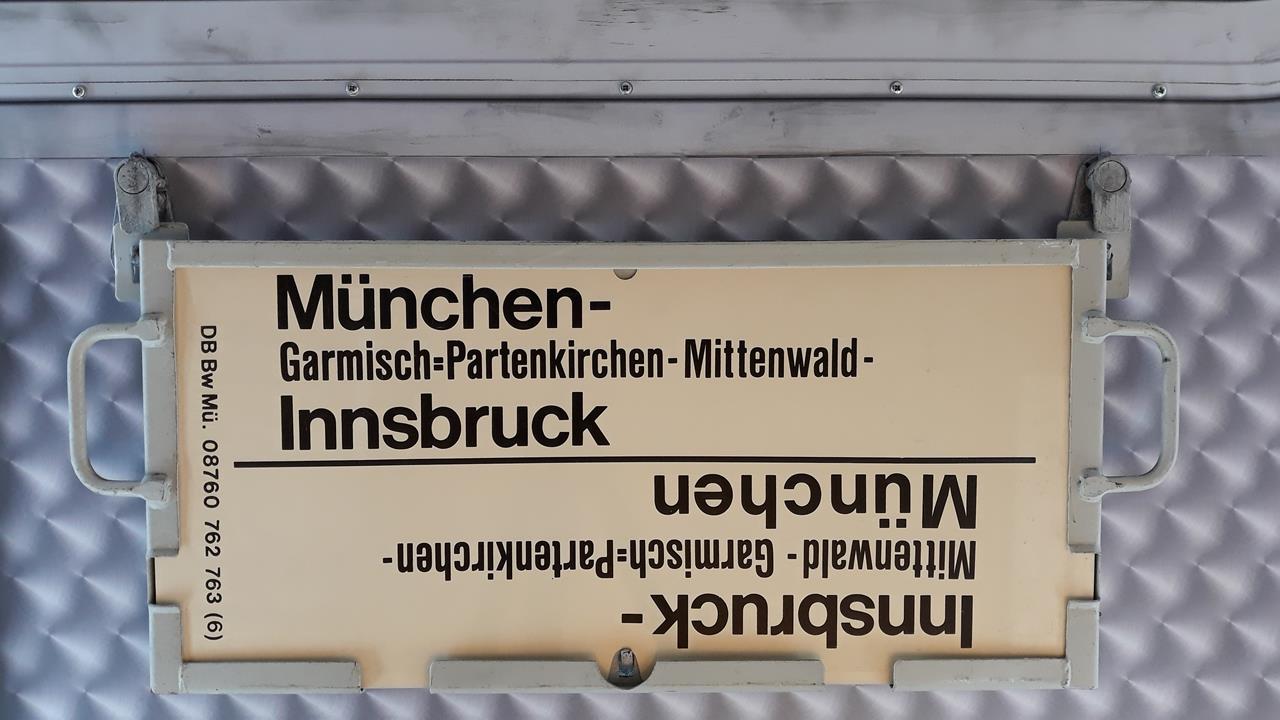 München-
Garmisch=Partenkirchen-Mittenwald-
Innsbruck
Innsbruck-
Mittenwald - Garmisch=Partenkirchen-
München
DB Bw Mü. 08760 762 763 (6)